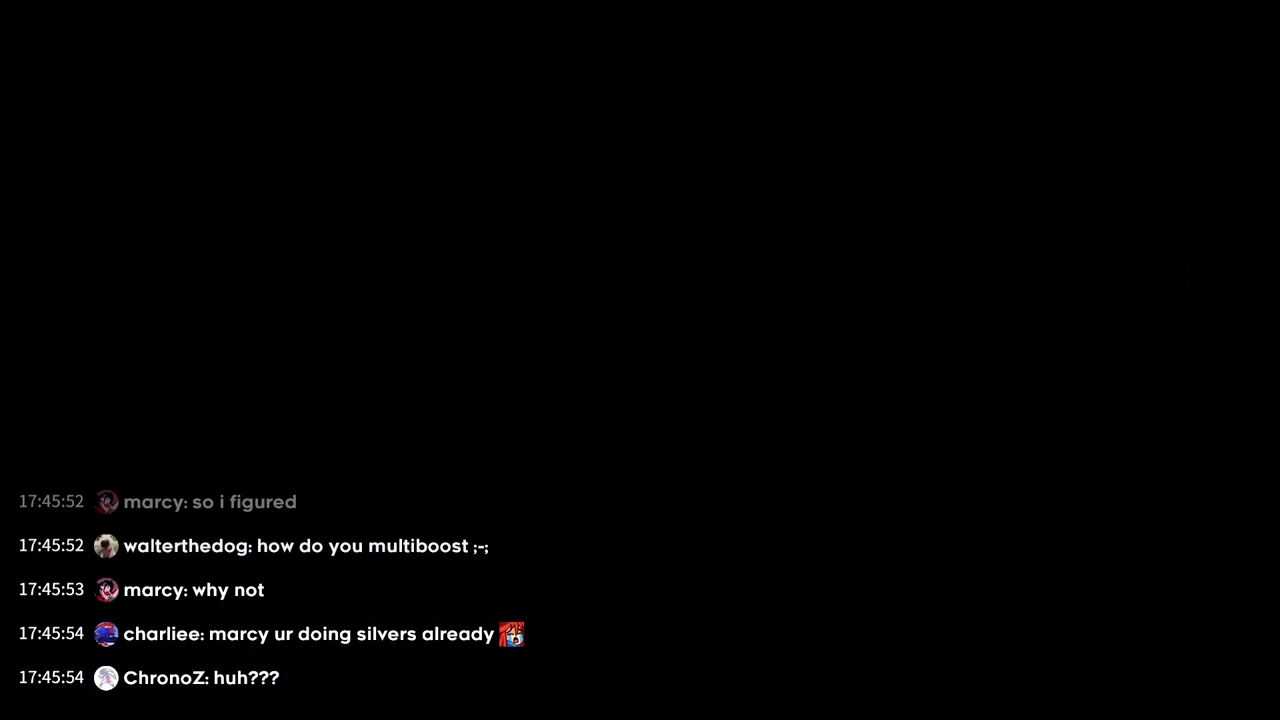 17:45:52 marcy: so i figured
17:45:52 walterthedog: how do you multiboost ;-;
17:45:53 marcy: why not
17:45:54 charliee: marcy ur doing silvers already
17:45:54 ChronoZ: huh???